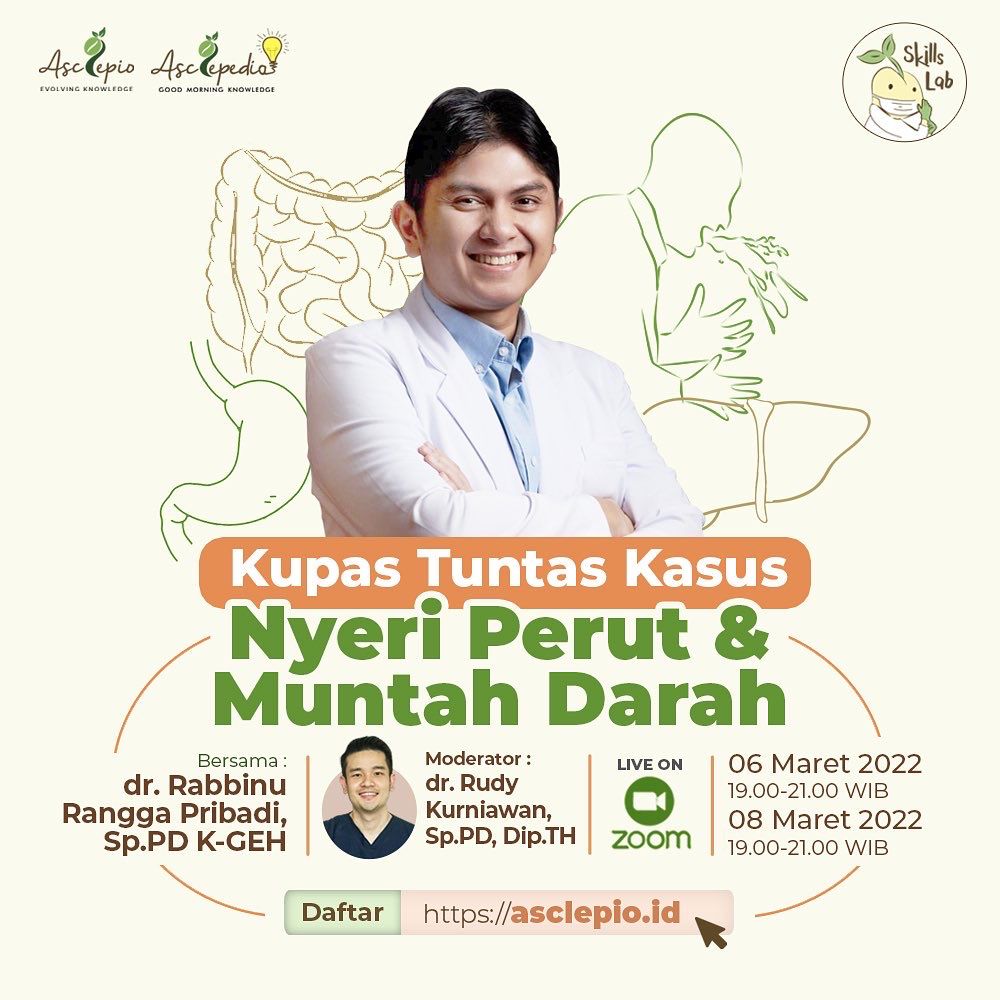 Asclepio
EVOLVING KNOWLEDGE
Asclepedia
GOOD MORNING KNOWLEDGE
Skills
Lab
Kupas Tuntas Kasus
Nyeri Perut &
Muntah Darah
Bersama :
dr. Rabbinu
Rangga Pribadi,
Sp.PD K-GEH
Moderator :
dr. Rudy
Kurniawan,
Sp.PD, Dip.TH
LIVE ON
zoom
06 Maret 2022
19.00-21.00 WIB
08 Maret 2022
19.00-21.00 WIB
Daftar https://asclepio.id